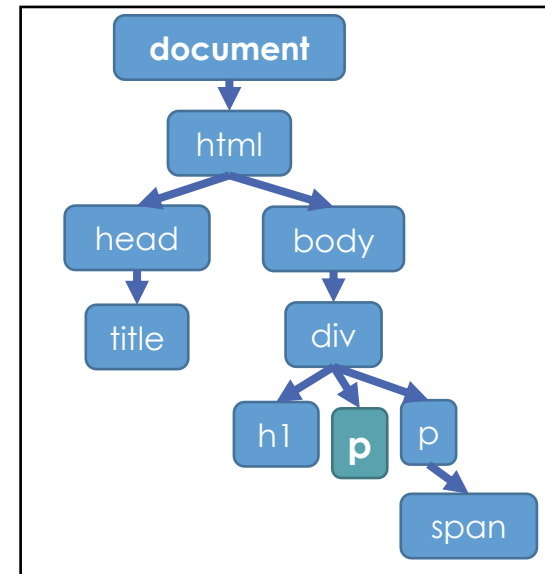 document
html
head body
title div
h1 p p
span